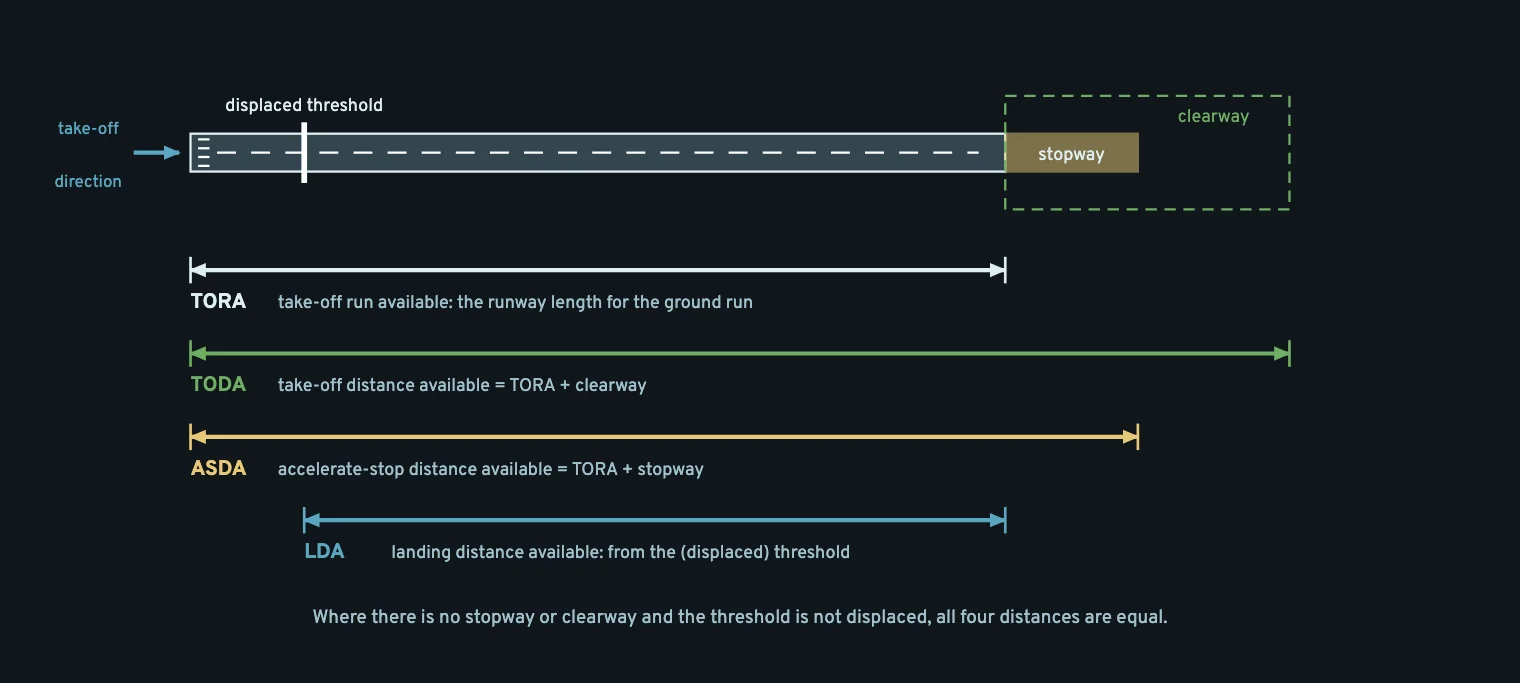 displaced threshold
take-off
direction
clearway
stopway
TORA take-off run available: the runway length for the ground run
TODA take-off distance available = TORA + clearway
ASDA accelerate-stop distance available = TORA + stopway
LDA landing distance available: from the (displaced) threshold
Where there is no stopway or clearway and the threshold is not displaced, all four distances are equal.